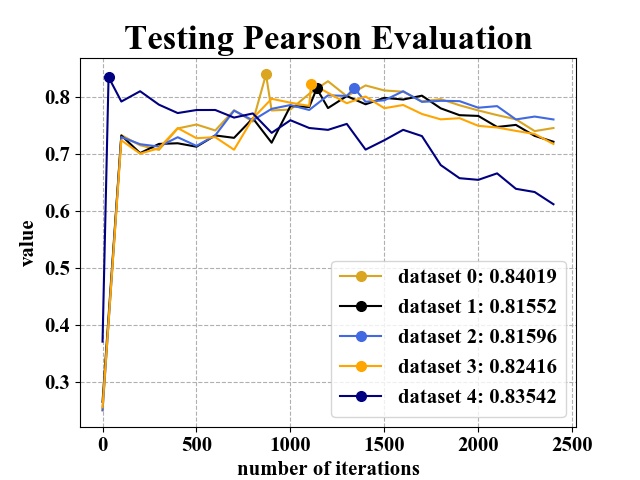 Testing Pearson Evaluation
value
0.8
0.7
0.6
0.5
0.4
0.3
dataset 0: 0.84019
dataset 1: 0.81552
dataset 2: 0.81596
dataset 3: 0.82416
dataset 4: 0.83542
0 500 1000 1500 2000 2500
number of iterations